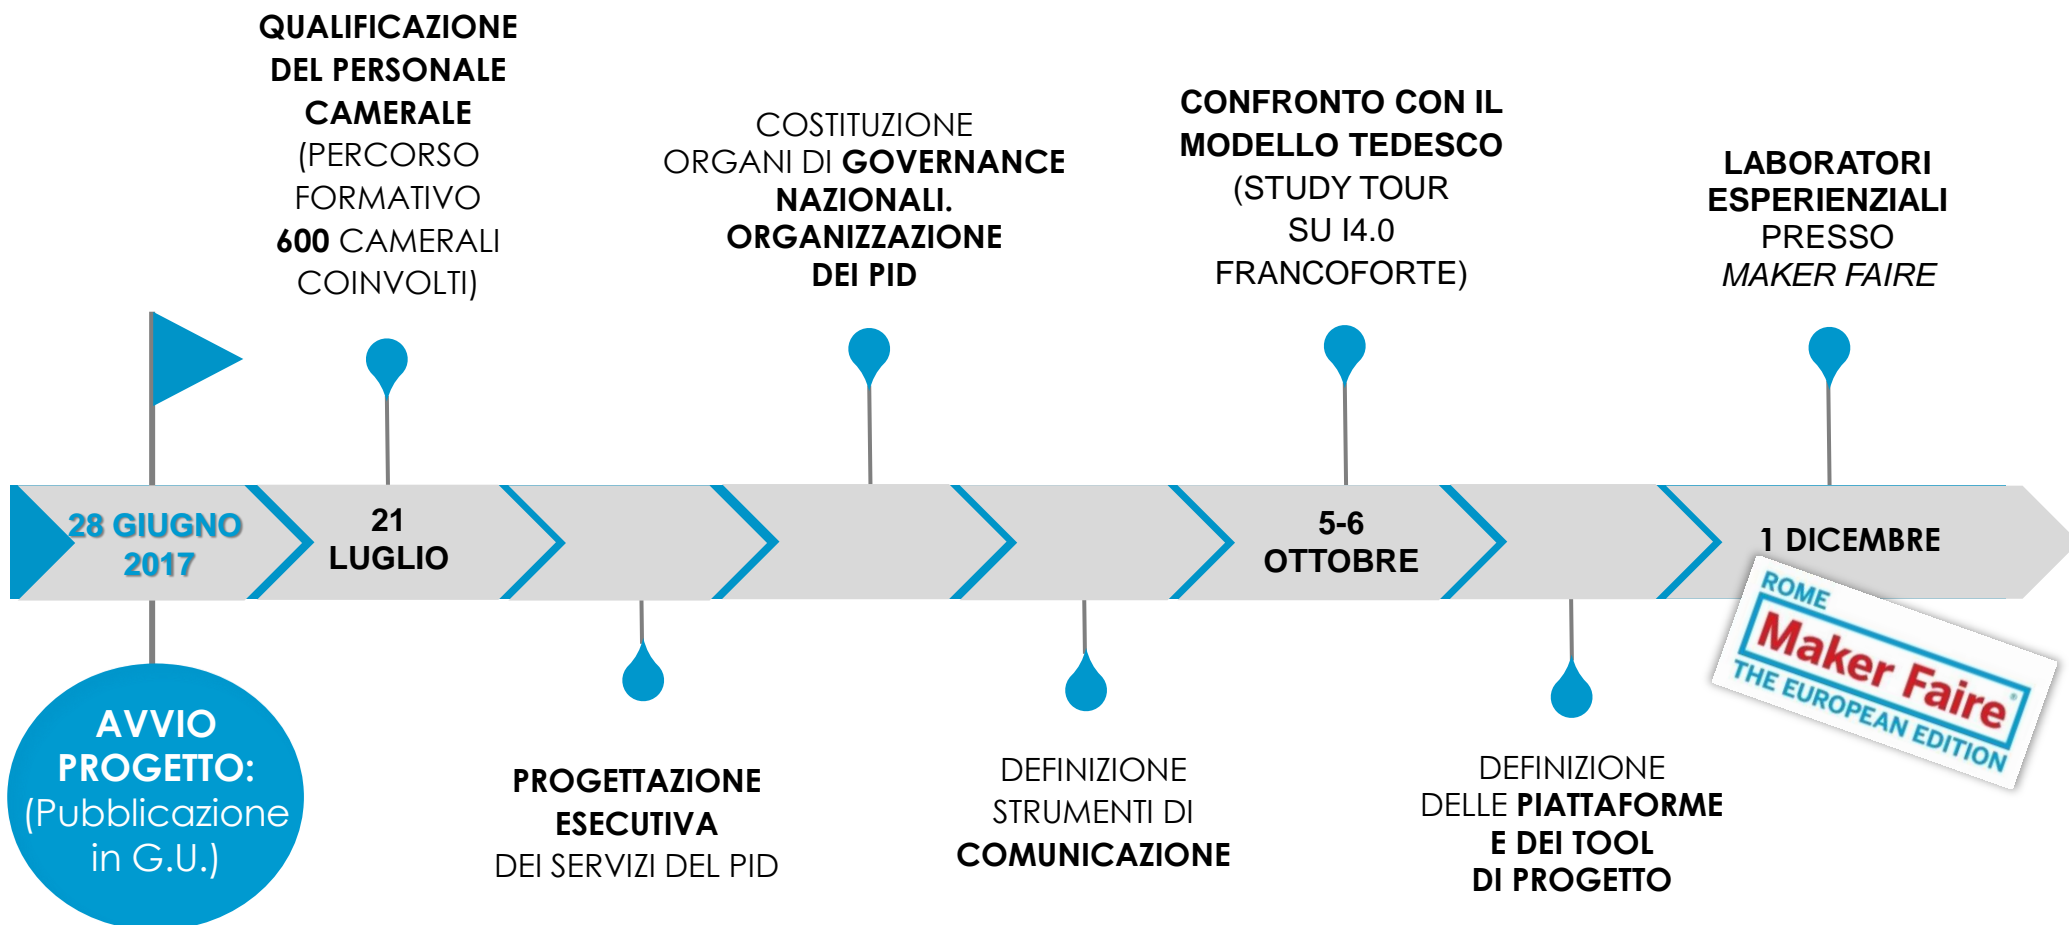 QUALIFICAZIONE
DEL PERSONALE
CAMERALE
(PERCORSO
FORMATIVO
600 CAMERALI
COINVOLTI)
COSTITUZIONE
ORGANI DI GOVERNANCE
NAZIONALI.
ORGANIZZAZIONE
DEI PID
CONFRONTO CON IL
MODELLO TEDESCO
(STUDY TOUR
SU I4.0
FRANCOFORTE)
LABORATORI
ESPERIENZIALI
PRESSO
MAKER FAIRE
28 GIUGNO
2017
21
LUGLIO
5-6
OTTOBRE
1 DICEMBRE
ROME
Maker Faire®
THE EUROPEAN EDITION
AVVIO
PROGETTO:
(Pubblicazione
in G.U.)
PROGETTAZIONE
ESECUTIVA
DEI SERVIZI DEL PID
DEFINIZIONE
STRUMENTI DI
COMUNICAZIONE
DEFINIZIONE
DELLE PIATTAFORME
E DEI TOOL
DI PROGETTO